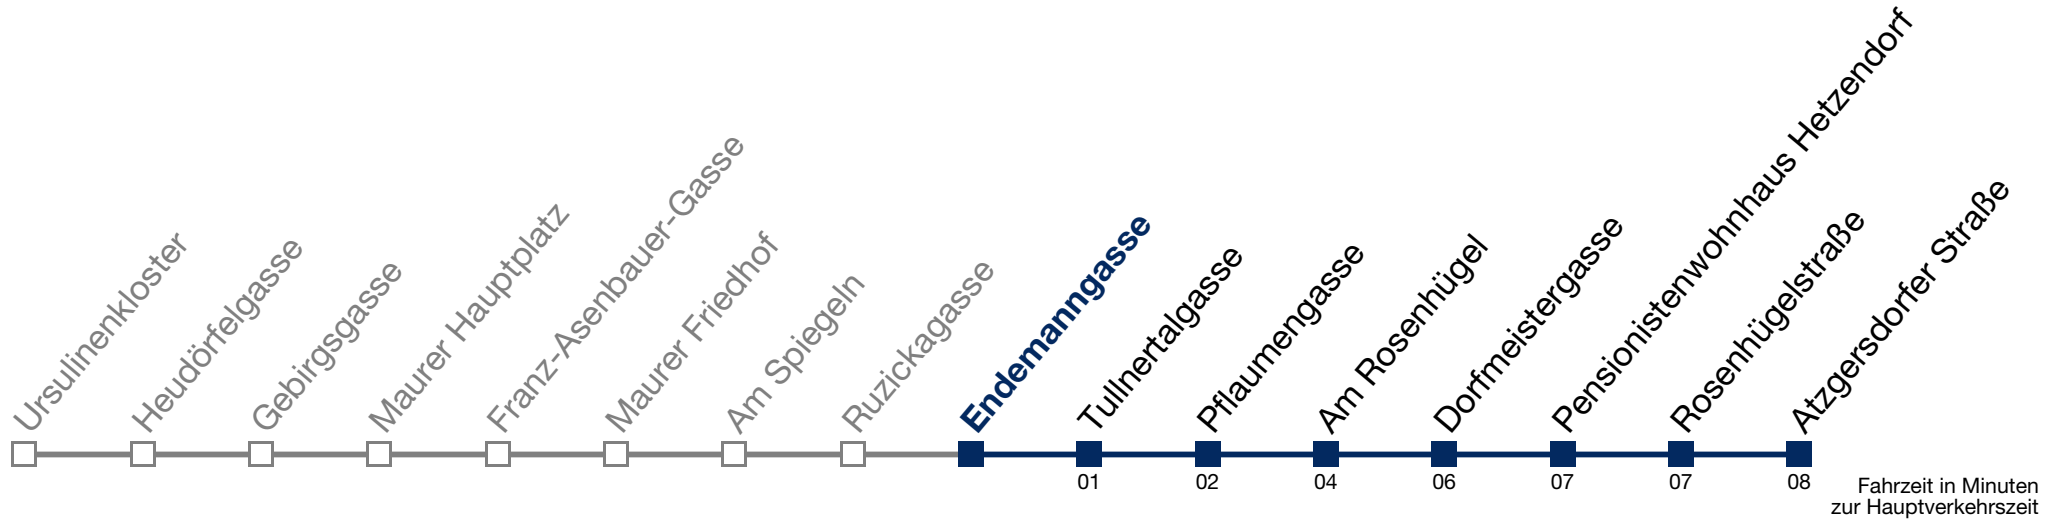 Ursulinenkloster
Heudörfelgasse
Gebirgsgasse
Maurer Hauptplatz
Franz-Asenbauer-Gasse
Maurer Friedhof
Am Spiegeln
Ruzickagasse
Endemanngasse
Tullnertalgasse
Pflaumengasse
Am Rosenhügel
Dorfmeistergasse
Pensionistenwohnhaus Hetzendorf
Rosenhügelstraße
Atzgersdorfer Straße
01
02
04
06
07
07
08
Fahrzeit in Minuten
zur Hauptverkehrszeit